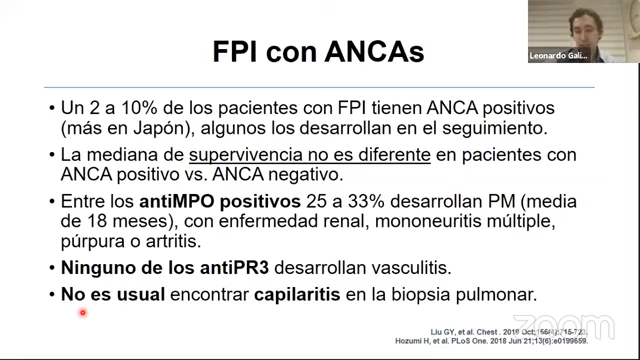 Leonardo Gali...
FPI con ANCAs
• Un 2 a 10% de los pacientes con FPI tienen ANCA positivos
(más en Japón), algunos los desarrollan en el seguimiento.
• La mediana de supervivencia no es diferente en pacientes con
ANCA positivo vs. ANCA negativo.
• Entre los antiMPO positivos 25 a 33% desarrollan PM (media
de 18 meses), con enfermedad renal, mononeuritis múltiple,
púrpura o artritis.
• Ninguno de los antiPR3 desarrollan vasculitis.
• No es usual encontrar capilaritis en la biopsia pulmonar.
Liu GY, et al. Chest . 2019 Oct;156(4):715-723.
Hozumi H, et al. PLoS One. 2018 Jun 21;13(6):e0199659.
zoom